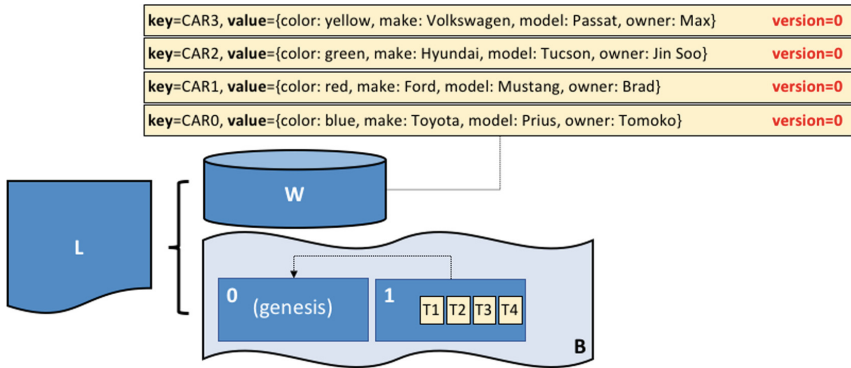 key=CAR3, value={color: yellow, make: Volkswagen, model: Passat, owner: Max} version=0
key=CAR2, value={color: green, make: Hyundai, model: Tucson, owner: Jin Soo} version=0
key=CAR1, value={color: red, make: Ford, model: Mustang, owner: Brad} version=0
key=CAR0, value={color: blue, make: Toyota, model: Prius, owner: Tomoko} version=0
W
L
0
(genesis)
1
T1 T2 T3 T4
B